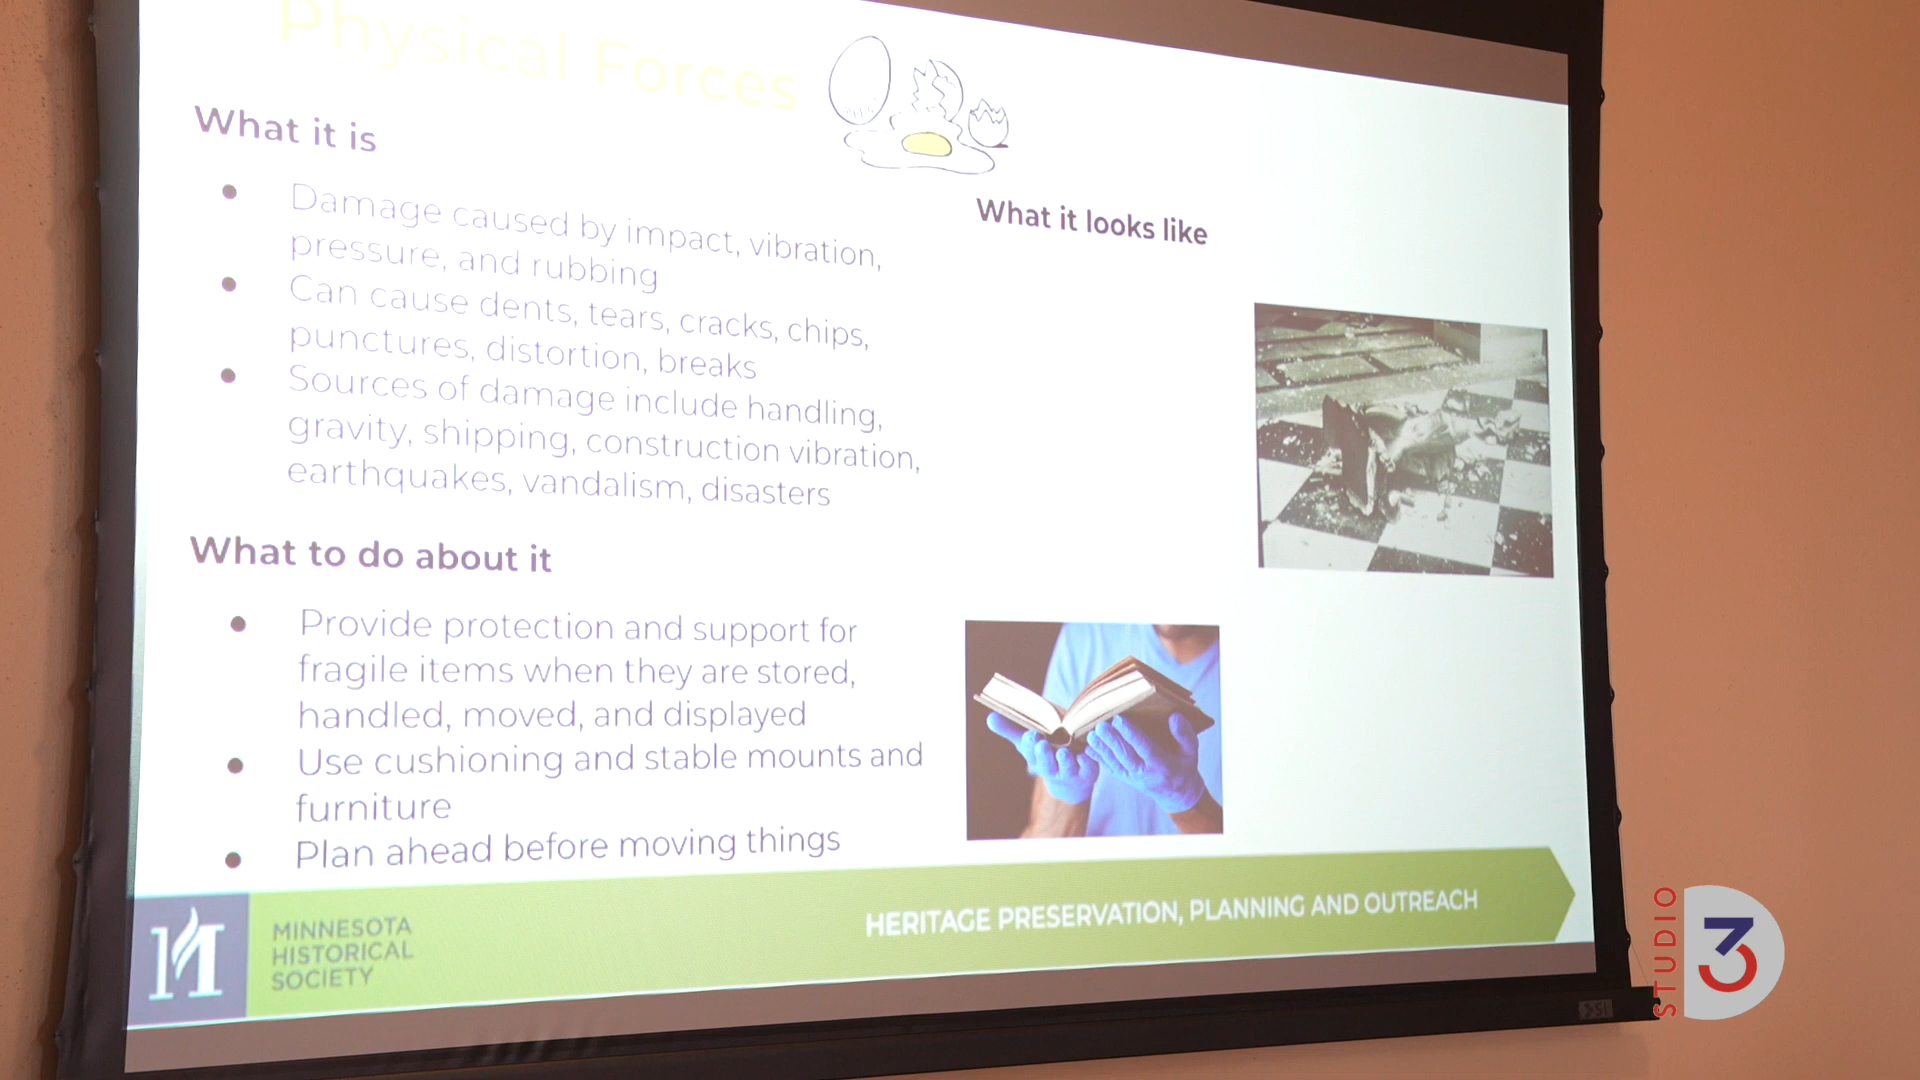 Physical Forces
What it is
Damage caused by impact, vibration,
pressure, and rubbing
Can cause dents, tears, cracks, chips,
punctures, distortion, breaks
Sources of damage include handling,
gravity, shipping, construction vibration,
earthquakes, vandalism, disasters
What to do about it
Provide protection and support for
fragile items when they are stored,
handled, moved, and displayed
Use cushioning and stable mounts and
furniture
Plan ahead before moving things
What it looks like
MINNESOTA
HISTORICAL
SOCIETY
HERITAGE PRESERVATION, PLANNING AND OUTREACH
STUDIO
3